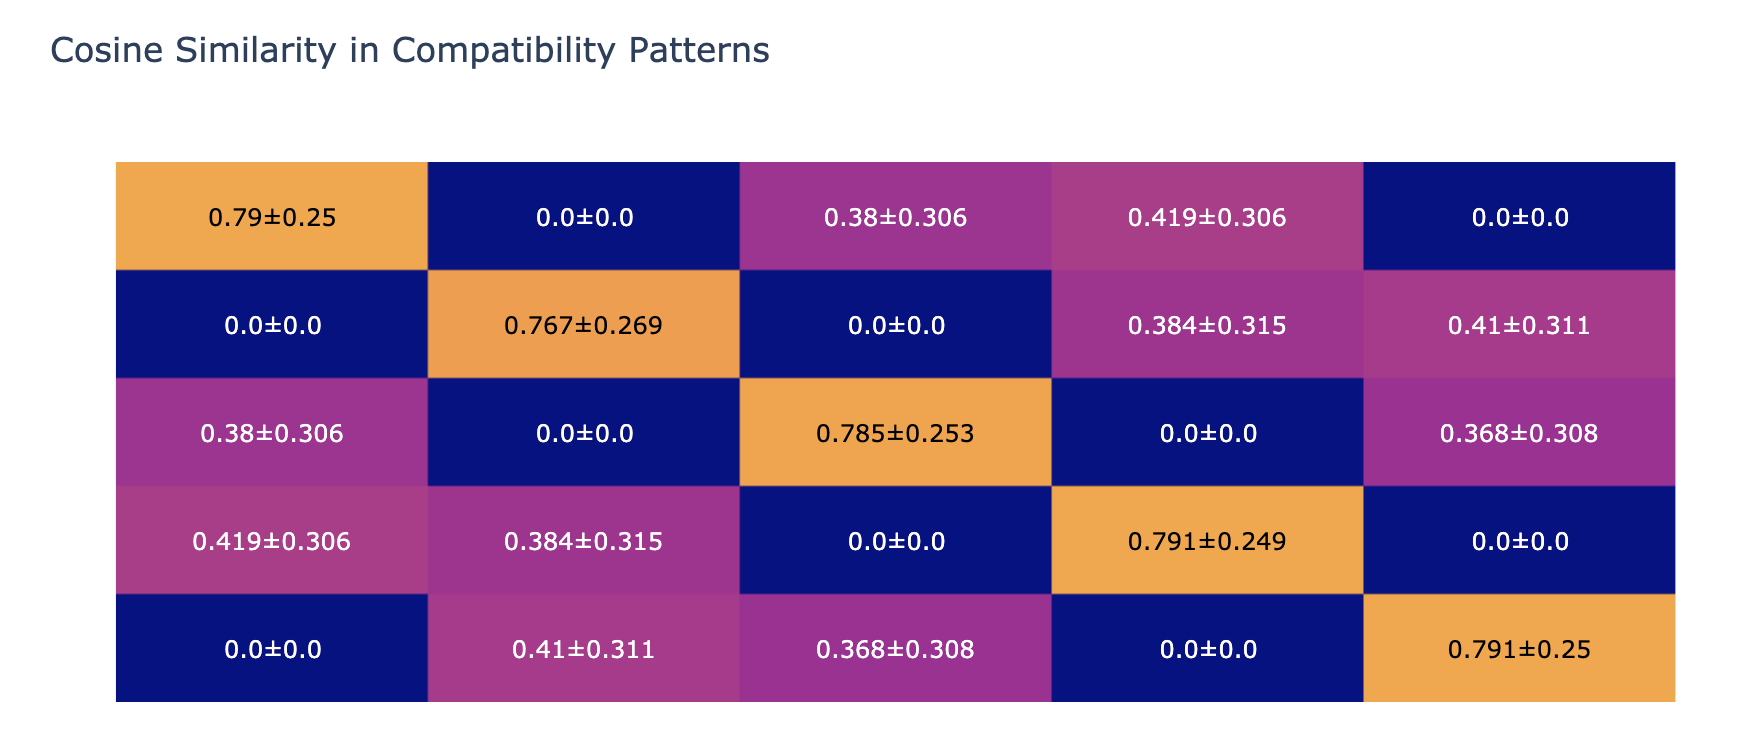 Cosine Similarity in Compatibility Patterns
0.79±0.25 0.0±0.0 0.38±0.306 0.419±0.306 0.0±0.0
0.0±0.0 0.767±0.269 0.0±0.0 0.384±0.315 0.41±0.311
0.38±0.306 0.0±0.0 0.785±0.253 0.0±0.0 0.368±0.308
0.419±0.306 0.384±0.315 0.0±0.0 0.791±0.249 0.0±0.0
0.0±0.0 0.41±0.311 0.368±0.308 0.0±0.0 0.791±0.25